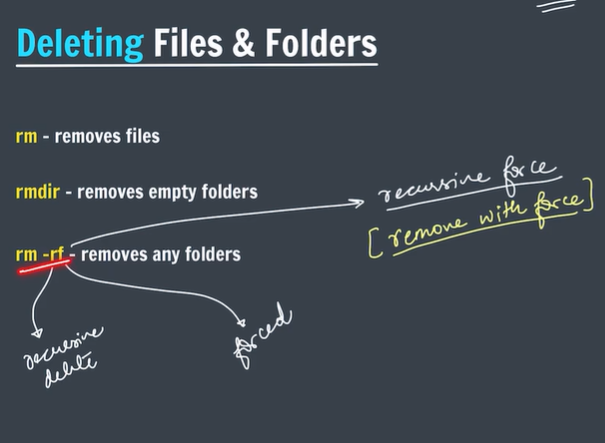 Deleting Files & Folders
rm - removes files
rmdir - removes empty folders
rm -rf - removes any folders
recursive force
[remove with force]
recursive
delete
forced